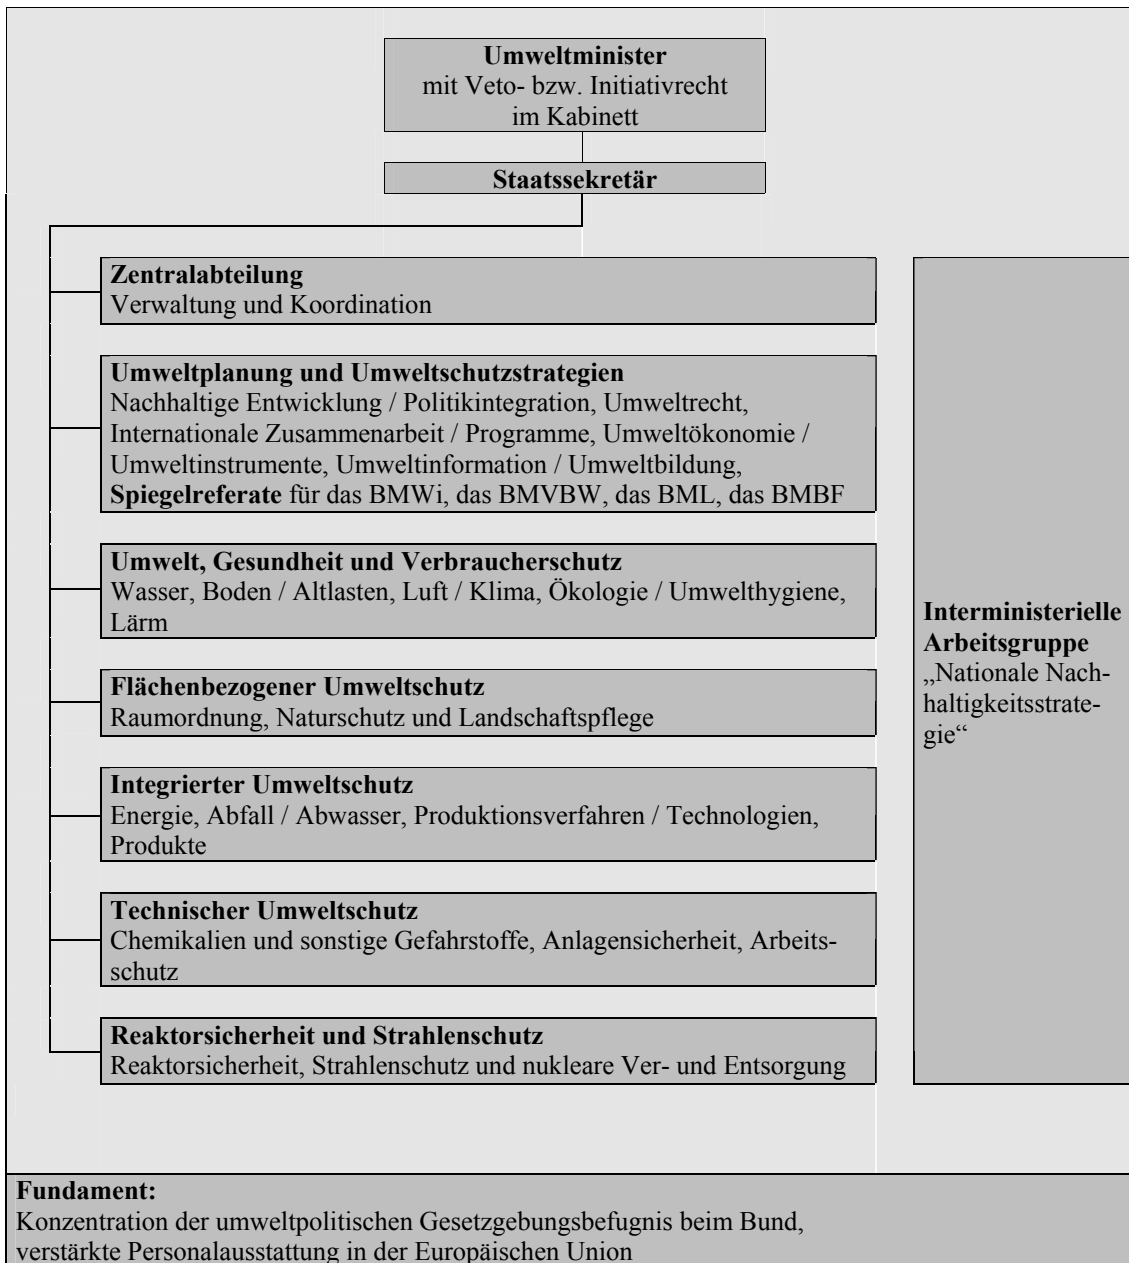 Umweltminister
mit Veto- bzw. Initiativrecht
im Kabinett
Staatssekretär
Zentralabteilung
Verwaltung und Koordination
Umweltplanung und Umweltschutzstrategien
Nachhaltige Entwicklung / Politikintegration, Umweltrecht,
Internationale Zusammenarbeit / Programme, Umweltökonomie /
Umweltinstrumente, Umweltinformation / Umweltbildung,
Spiegelreferate für das BMWi, das BMVBW, das BML, das BMBF
Umwelt, Gesundheit und Verbraucherschutz
Wasser, Boden / Altlasten, Luft / Klima, Ökologie / Umwelthygiene,
Lärm
Flächenbezogener Umweltschutz
Raumordnung, Naturschutz und Landschaftspflege
Integrierter Umweltschutz
Energie, Abfall / Abwasser, Produktionsverfahren / Technologien,
Produkte
Technischer Umweltschutz
Chemikalien und sonstige Gefahrstoffe, Anlagensicherheit, Arbeits-
schutz
Reaktorsicherheit und Strahlenschutz
Reaktorsicherheit, Strahlenschutz und nukleare Ver- und Entsorgung
Interministerielle
Arbeitsgruppe
„Nationale Nach-
haltigkeitsstrate-
gie“
Fundament:
Konzentration der umweltpolitischen Gesetzgebungsbefugnis beim Bund,
verstärkte Personalausstattung in der Europäischen Union